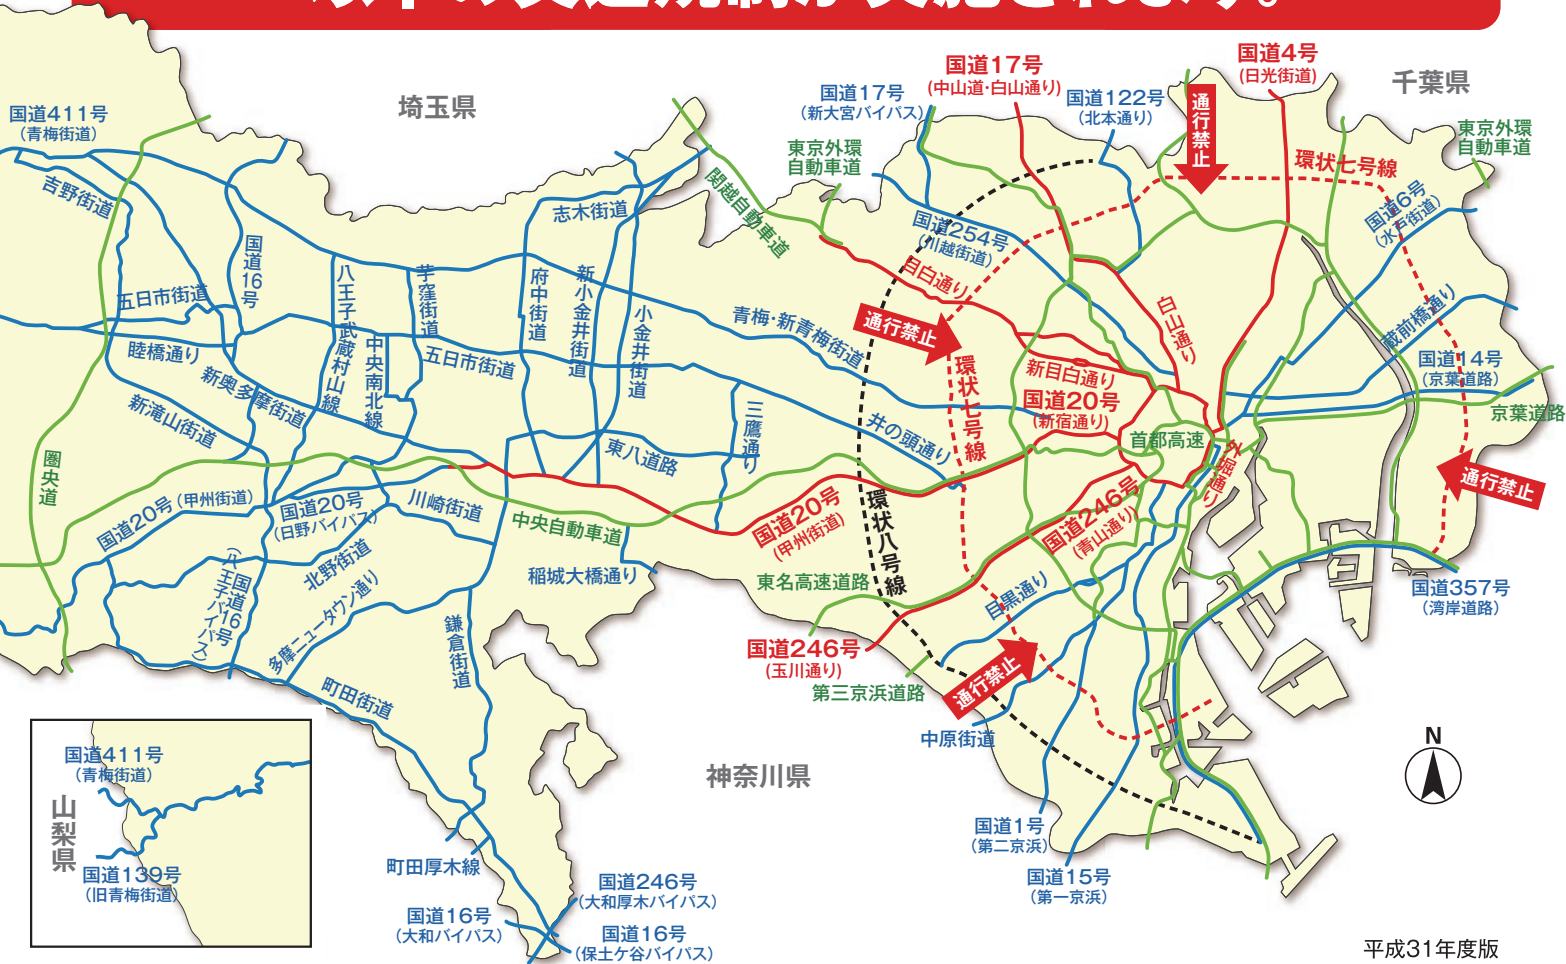 埼玉県
千葉県
神奈川県
山梨県
国道411号
（青梅街道）
吉野街道
五日市街道
国道16号
睦橋通り
新奥多摩街道
新滝山街道
圏央道
八王子武蔵村山線
中央南北線
芋窪街道
五日市街道
志木街道
府中街道
新小金井街道
小金井街道
青梅・新青梅街道
三鷹通り
井の頭通り
東八道路
国道20号（甲州街道）
国道20号
（日野バイパス）
川崎街道
中央自動車道
北野街道
国道16号
（八王子バイパス）
多摩ニュータウン通り
稲城大橋通り
鎌倉街道
町田街道
町田厚木線
国道16号
（大和バイパス）
国道246号
（大和厚木バイパス）
国道16号
（保土ケ谷バイパス）
関越自動車道
東京外環
自動車道
国道17号
（新大宮バイパス）
国道17号
（中山道・白山通り）
国道122号
（北本通り）
通行禁止
国道4号
（日光街道）
東京外環
自動車道
環状七号線
国道6号
（水戸街道）
国道254号
（川越街道）
目白通り
通行禁止
環状七号線
新目白通り
白山通り
国道20号
（新宿通り）
首都高速
外堀通り
蔵前橋通り
国道14号
（京葉道路）
京葉道路
通行禁止
国道20号
（甲州街道）
環状八号線
国道246号
（青山通り）
東名高速道路
目黒通り
国道246号
（玉川通り）
第三京浜道路
通行禁止
中原街道
国道1号
（第二京浜）
国道15号
（第一京浜）
国道357号
（湾岸道路）
N
国道411号
（青梅街道）
国道139号
（旧青梅街道）
平成31年度版